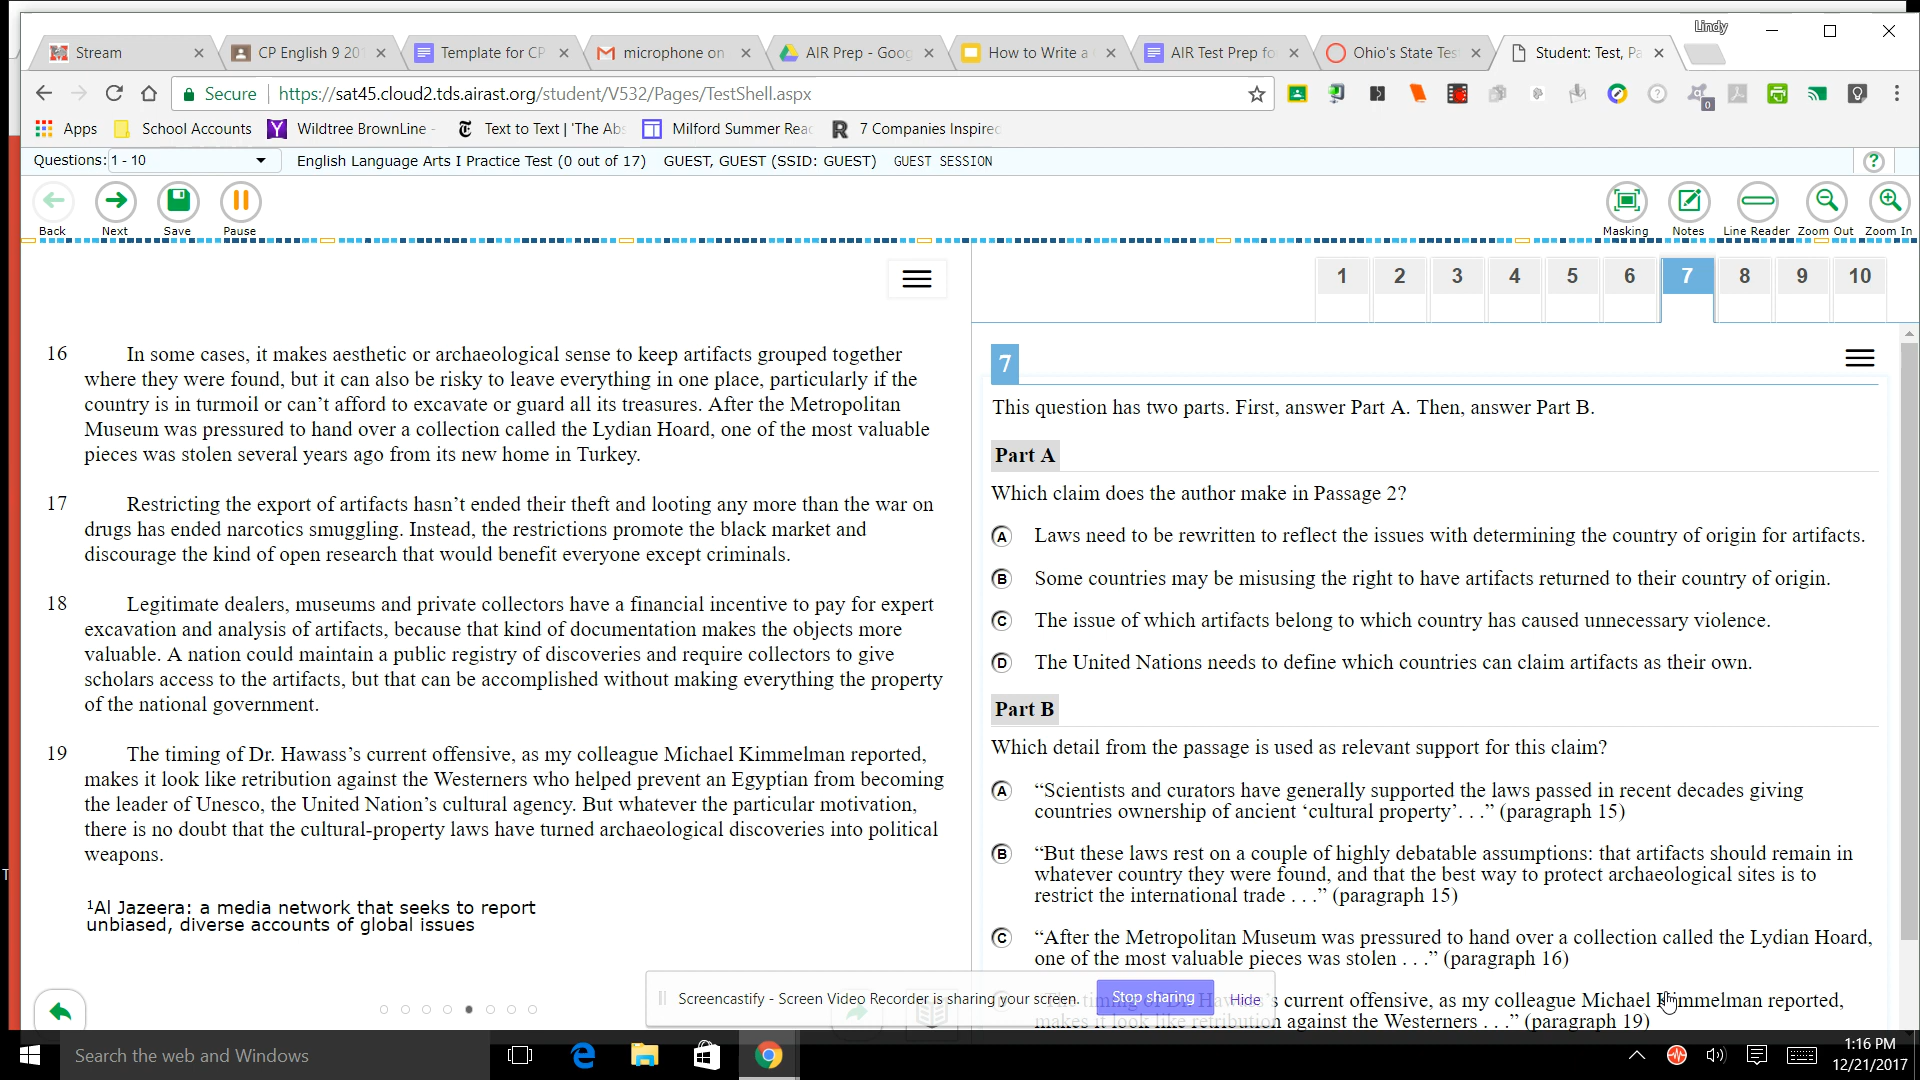 Lindy
Stream
CP English 9 20
Template for CP
microphone on
AIR Prep - Goog
How to Write a
AIR Test Prep fo
Ohio's State Tes
Student: Test, Pa
Secure | https://sat45.cloud2.tds.airast.org/student/V532/Pages/TestShell.aspx
0
Apps
School Accounts
Wildtree BrownLine -
Text to Text | 'The Abs
Milford Summer Rea
7 Companies Inspired
Questions: 1 - 10
English Language Arts I Practice Test (0 out of 17) GUEST, GUEST (SSID: GUEST) GUEST SESSION
Back
Next
Save
Pause
Masking
Notes
Line Reader
Zoom Out
Zoom In
16 In some cases, it makes aesthetic or archaeological sense to keep artifacts grouped together
where they were found, but it can also be risky to leave everything in one place, particularly if the
country is in turmoil or can’t afford to excavate or guard all its treasures. After the Metropolitan
Museum was pressured to hand over a collection called the Lydian Hoard, one of the most valuable
pieces was stolen several years ago from its new home in Turkey.
17 Restricting the export of artifacts hasn’t ended their theft and looting any more than the war on
drugs has ended narcotics smuggling. Instead, the restrictions promote the black market and
discourage the kind of open research that would benefit everyone except criminals.
18 Legitimate dealers, museums and private collectors have a financial incentive to pay for expert
excavation and analysis of artifacts, because that kind of documentation makes the objects more
valuable. A nation could maintain a public registry of discoveries and require collectors to give
scholars access to the artifacts, but that can be accomplished without making everything the property
of the national government.
19 The timing of Dr. Hawass’s current offensive, as my colleague Michael Kimmelman reported,
makes it look like retribution against the Westerners who helped prevent an Egyptian from becoming
the leader of Unesco, the United Nation’s cultural agency. But whatever the particular motivation,
there is no doubt that the cultural-property laws have turned archaeological discoveries into political
weapons.
¹Al Jazeera: a media network that seeks to report
unbiased, diverse accounts of global issues
1 2 3 4 5 6 7 8 9 10
7
This question has two parts. First, answer Part A. Then, answer Part B.
Part A
Which claim does the author make in Passage 2?
A Laws need to be rewritten to reflect the issues with determining the country of origin for artifacts.
B Some countries may be misusing the right to have artifacts returned to their country of origin.
C The issue of which artifacts belong to which country has caused unnecessary violence.
D The United Nations needs to define which countries can claim artifacts as their own.
Part B
Which detail from the passage is used as relevant support for this claim?
A “Scientists and curators have generally supported the laws passed in recent decades giving
countries ownership of ancient ‘cultural property’. . .” (paragraph 15)
B “But these laws rest on a couple of highly debatable assumptions: that artifacts should remain in
whatever country they were found, and that the best way to protect archaeological sites is to
restrict the international trade . . .” (paragraph 15)
C “After the Metropolitan Museum was pressured to hand over a collection called the Lydian Hoard,
one of the most valuable pieces was stolen . . .” (paragraph 16)
current offensive, as my colleague Michael Kimmelman reported,
makes it look like retribution against the Westerners . . .” (paragraph 19)
Screencastify - Screen Video Recorder is sharing your screen.
Stop sharing
Hide
Search the web and Windows
1:16 PM
12/21/2017